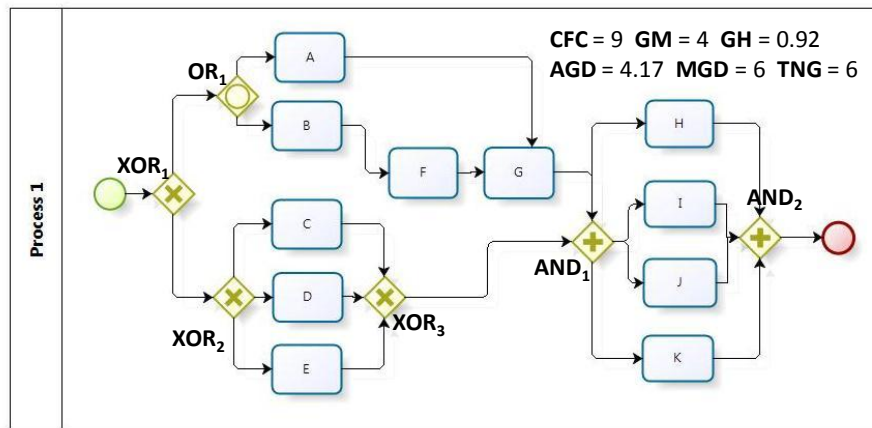 CFC = 9 GM = 4 GH = 0.92
AGD = 4.17 MGD = 6 TNG = 6
Process 1
XOR₁
OR₁
A
B
F
G
H
I
J
K
AND₁
AND₂
C
D
E
XOR₂
XOR₃